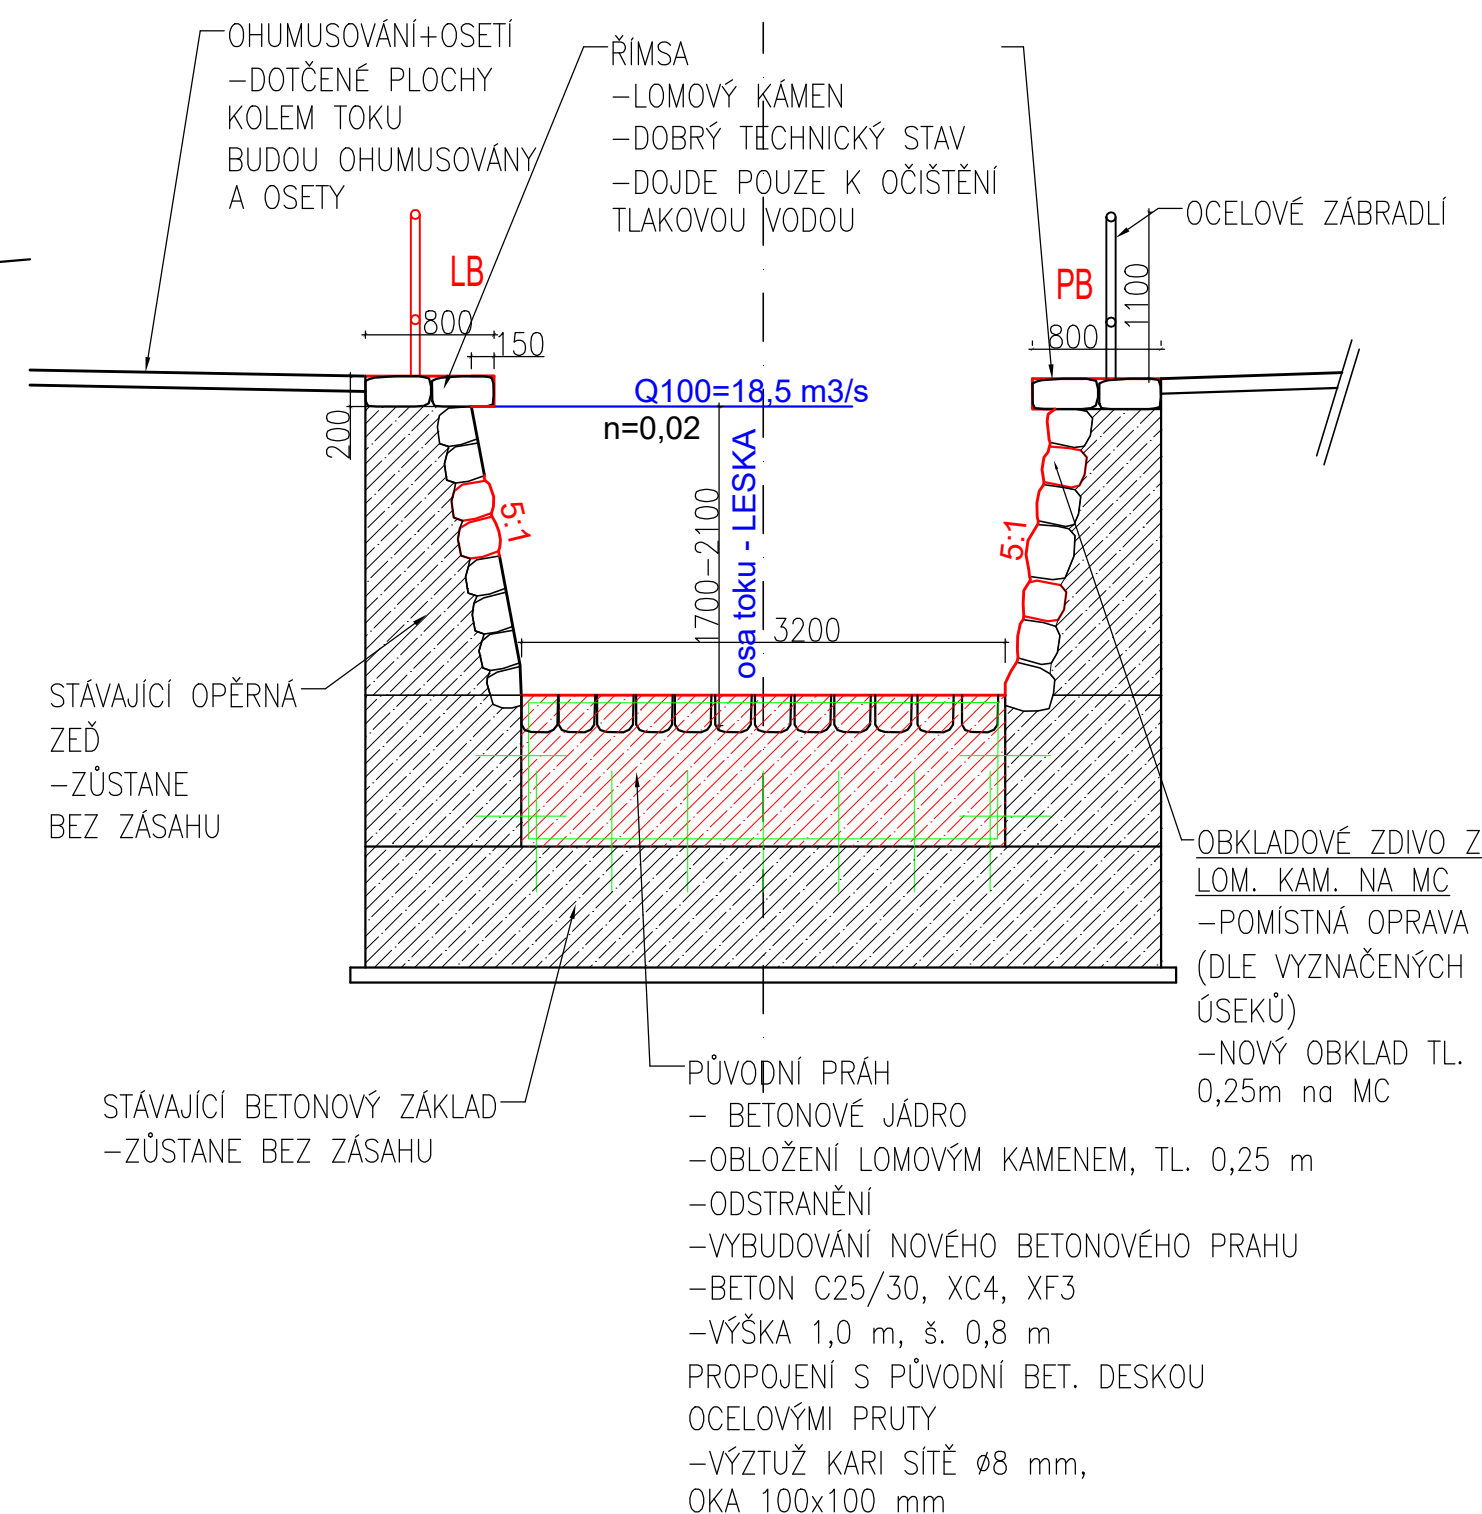 OHUMUSOVÁNÍ+OSETÍ
-DOTČENÉ PLOCHY
KOLEM TOKU
BUDOU OHUMUSOVÁNY
A OSETY
ŘÍMSA
-LOMOVÝ KÁMEN
-DOBRÝ TECHNICKÝ STAV
-DOJDE POUZE K OČIŠTĚNÍ
TLAKOVOU VODOU
OCELOVÉ ZÁBRADLÍ
LB
PB
800
150
800
1100
200
Q100=18,5 m3/s
n=0,02
5:1
5:1
1700-2100
osa toku - LESKA
3200
STÁVAJÍCÍ OPĚRNÁ
ZEĎ
-ZŮSTANE
BEZ ZÁSAHU
OBKLADOVÉ ZDIVO Z
LOM. KAM. NA MC
-POMÍSTNÁ OPRAVA
(DLE VYZNAČENÝCH
ÚSEKŮ)
-NOVÝ OBKLAD TL.
0,25m na MC
STÁVAJÍCÍ BETONOVÝ ZÁKLAD
-ZŮSTANE BEZ ZÁSAHU
PŮVODNÍ PRÁH
- BETONOVÉ JÁDRO
-OBLOŽENÍ LOMOVÝM KAMENEM, TL. 0,25 m
-ODSTRANĚNÍ
-VYBUDOVÁNÍ NOVÉHO BETONOVÉHO PRAHU
-BETON C25/30, XC4, XF3
-VÝŠKA 1,0 m, š. 0,8 m
PROPOJENÍ S PŮVODNÍ BET. DESKOU
OCELOVÝMI PRUTY
-VÝZTUŽ KARI SÍTĚ ø8 mm,
OKA 100x100 mm